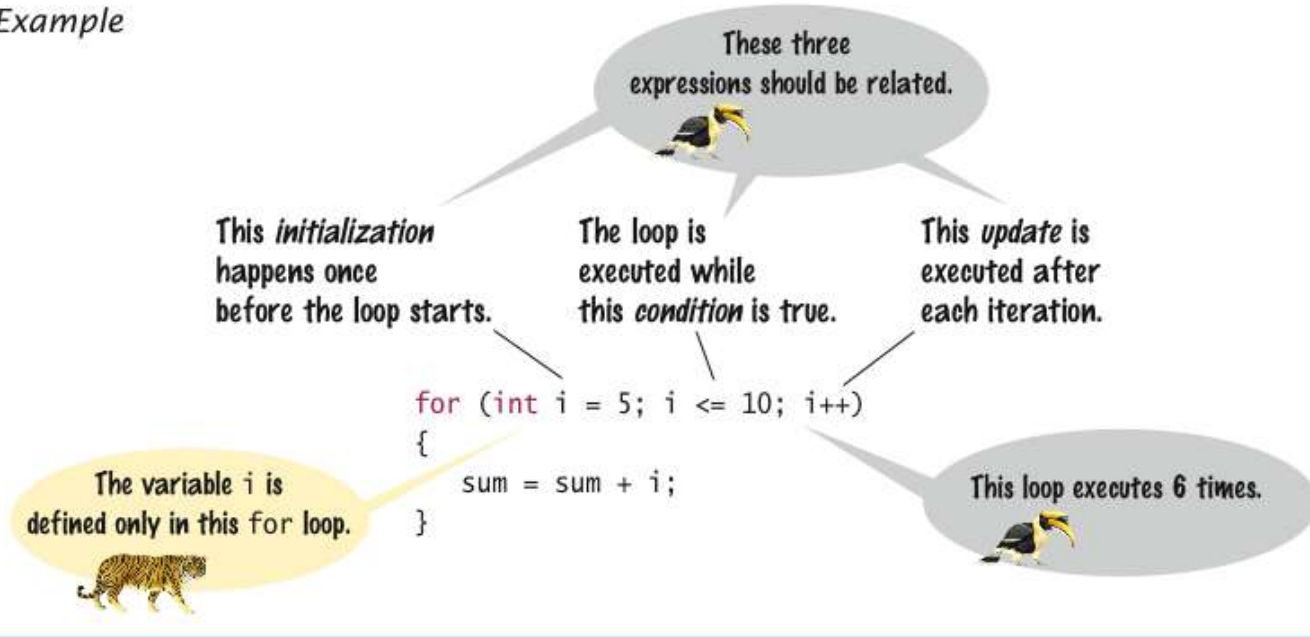 Example
These three
expressions should be related.
This initialization
happens once
before the loop starts.
The loop is
executed while
this condition is true.
This update is
executed after
each iteration.
for (int i = 5; i <= 10; i++)
{
sum = sum + i;
}
The variable i is
defined only in this for loop.
This loop executes 6 times.